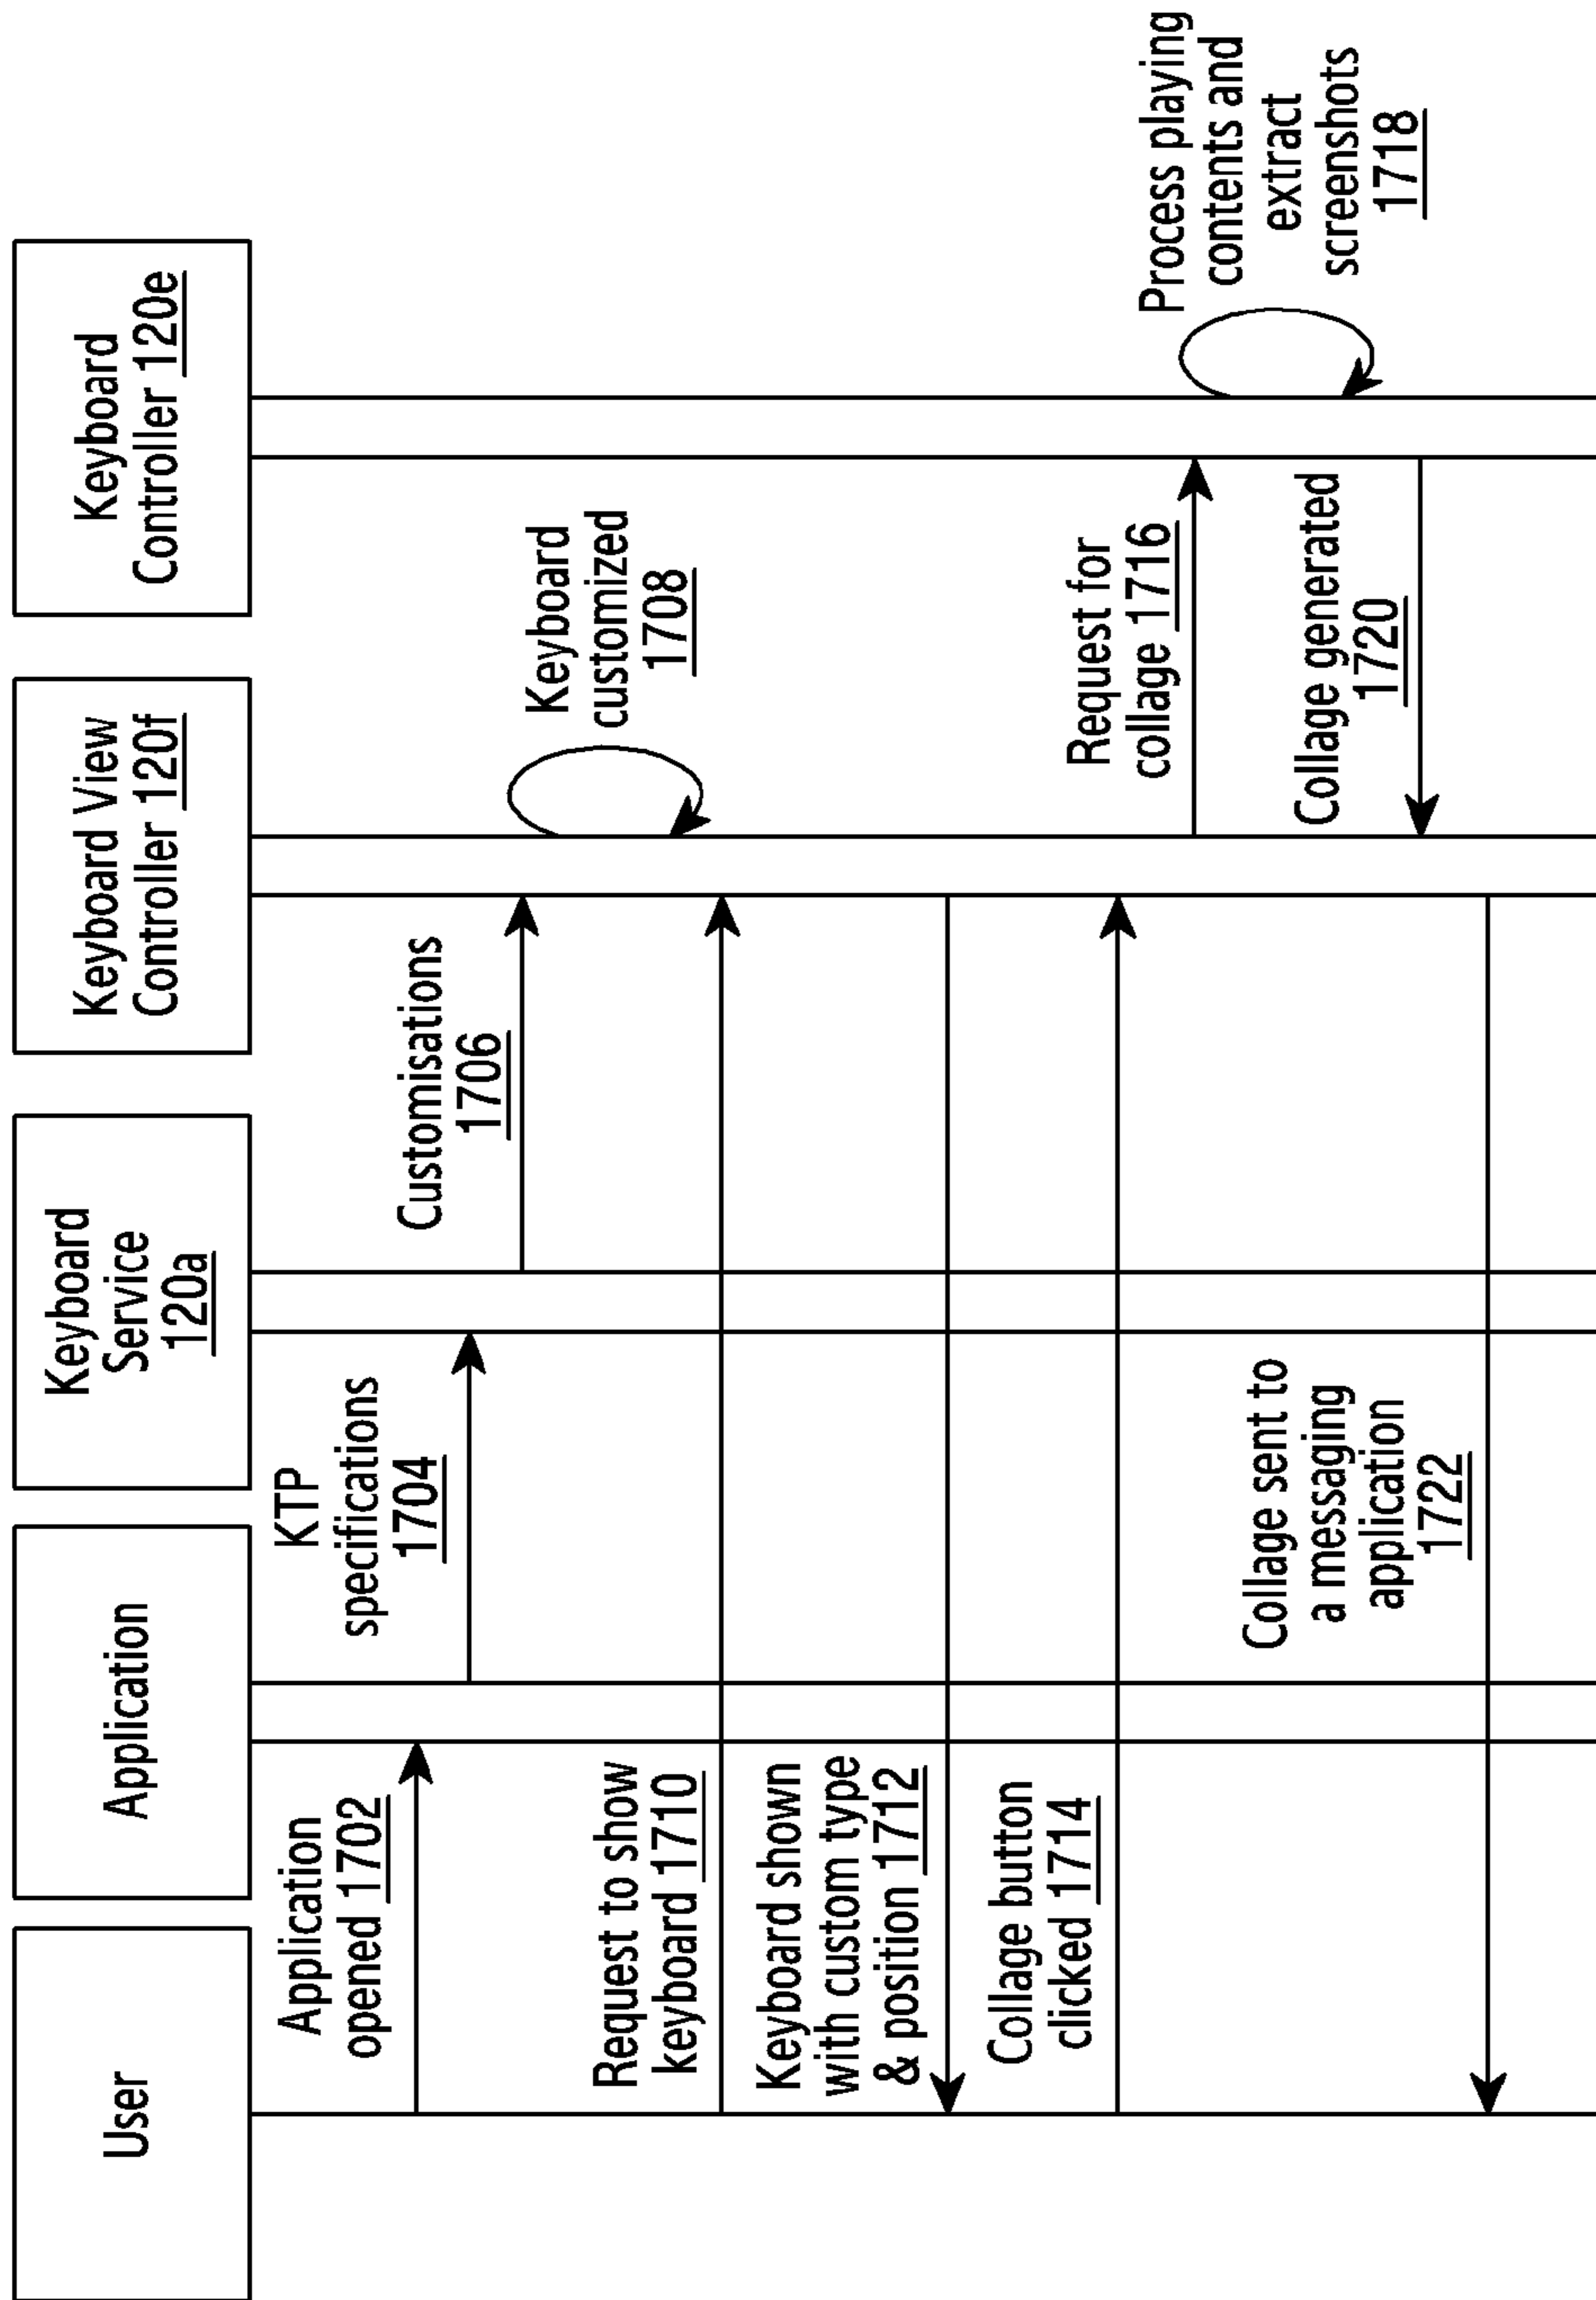 User
Application
Keyboard
Service
120a
Keyboard View
Controller 120f
Keyboard
Controller 120e
Application
opened 1702
KTP
specifications
1704
Customisations
1706
Keyboard
customized
1708
Request to show
keyboard 1710
Keyboard shown
with custom type
& position 1712
Collage button
clicked 1714
Request for
collage 1716
Process playing
contents and
extract
screenshots
1718
Collage generated
1720
Collage sent to
a messaging
application
1722